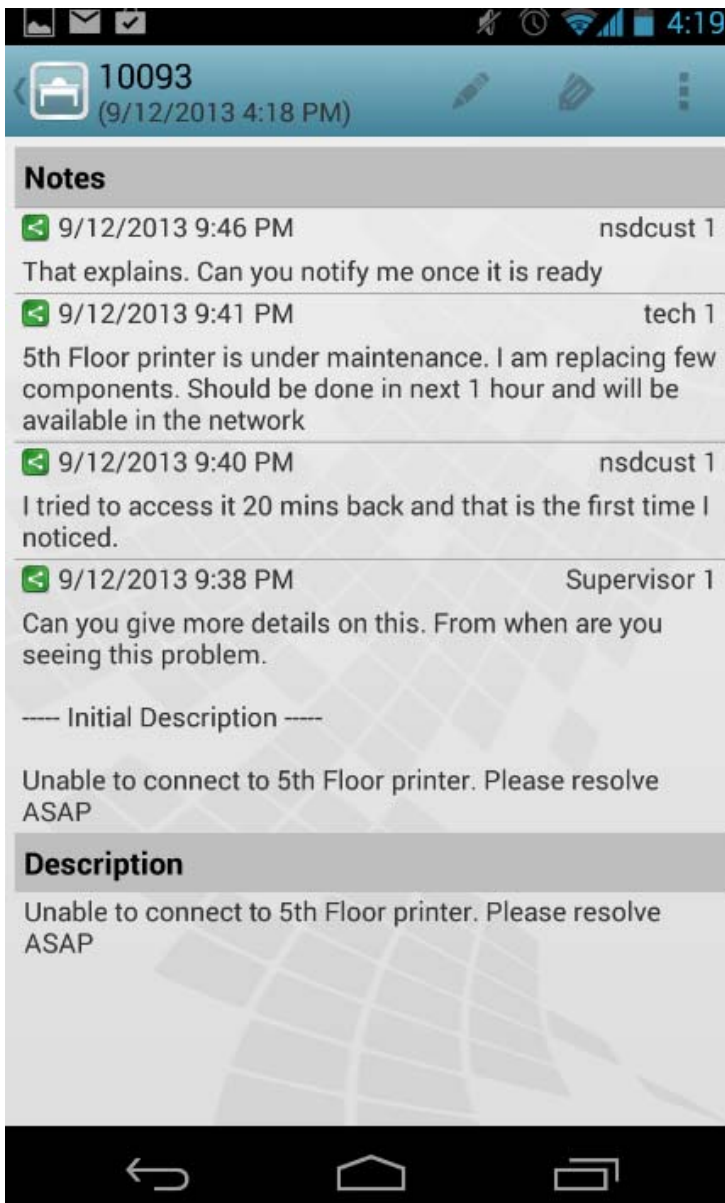 4:19
10093
(9/12/2013 4:18 PM)
Notes
9/12/2013 9:46 PM nsdcust 1
That explains. Can you notify me once it is ready
9/12/2013 9:41 PM tech 1
5th Floor printer is under maintenance. I am replacing few
components. Should be done in next 1 hour and will be
available in the network
9/12/2013 9:40 PM nsdcust 1
I tried to access it 20 mins back and that is the first time I
noticed.
9/12/2013 9:38 PM Supervisor 1
Can you give more details on this. From when are you
seeing this problem.
----- Initial Description -----
Unable to connect to 5th Floor printer. Please resolve
ASAP
Description
Unable to connect to 5th Floor printer. Please resolve
ASAP